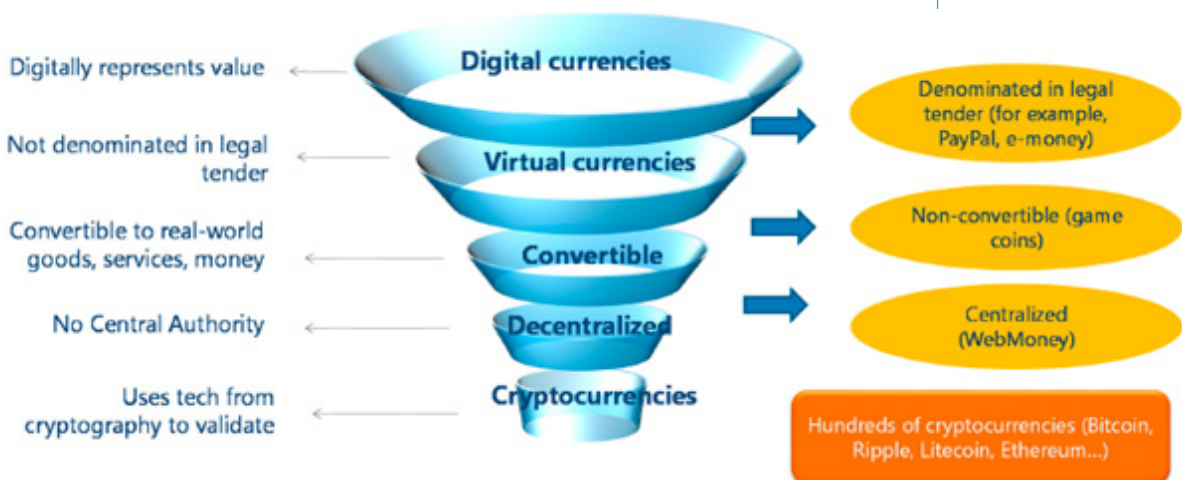 Digital currencies
Digitally represents value
Denominated in legal
tender (for example,
PayPal, e-money)
Not denominated in legal
tender
Virtual currencies
Convertible to real-world
goods, services, money
Convertible
Non-convertible (game
coins)
No Central Authority
Decentralized
Centralized
(WebMoney)
Uses tech from
cryptography to validate
Cryptocurrencies
Hundreds of cryptocurrencies (Bitcoin,
Ripple, Litecoin, Ethereum...)